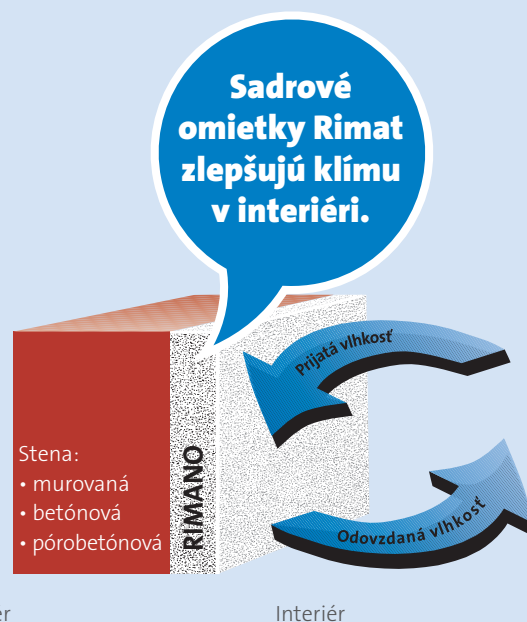 Sadrové
omietky Rimat
zlepšujú klímu
v interiéri.
Prijatá vlhkosť
Stena:
• murovaná
• betónová
• pórobetónová
RIMANO
Odovzdaná vlhkosť
Interiér